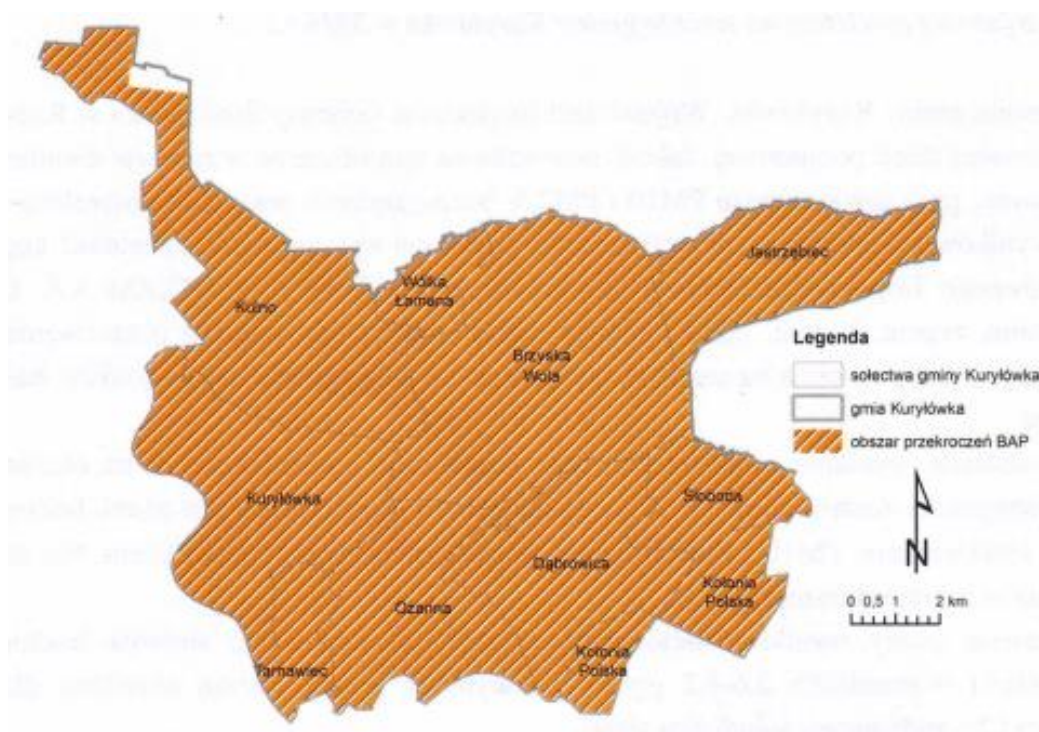 Jastrzębiec
Wólka
Łamana
Kulno
Brzyska
Wola
Legenda
sołectwa gminy Kuryłówka
gmia Kuryłówka
obszar przekroczeń BAP
Kuryłówka
Słoboda
Dąbrowica
Kolonia
Polska
Ożanna
0 0,5 1 2 km
Kolonia
Polska
Tarnawiec
N